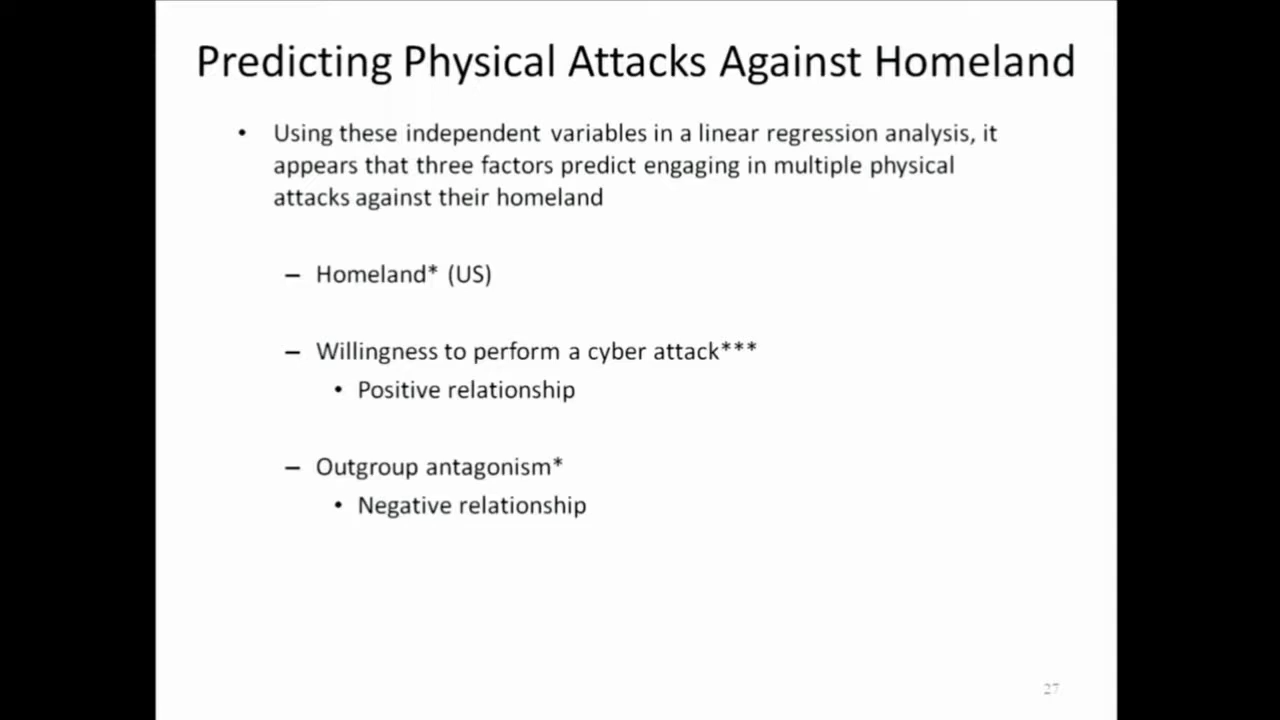 Predicting Physical Attacks Against Homeland
• Using these independent variables in a linear regression analysis, it
appears that three factors predict engaging in multiple physical
attacks against their homeland
– Homeland* (US)
– Willingness to perform a cyber attack***
• Positive relationship
– Outgroup antagonism*
• Negative relationship
27